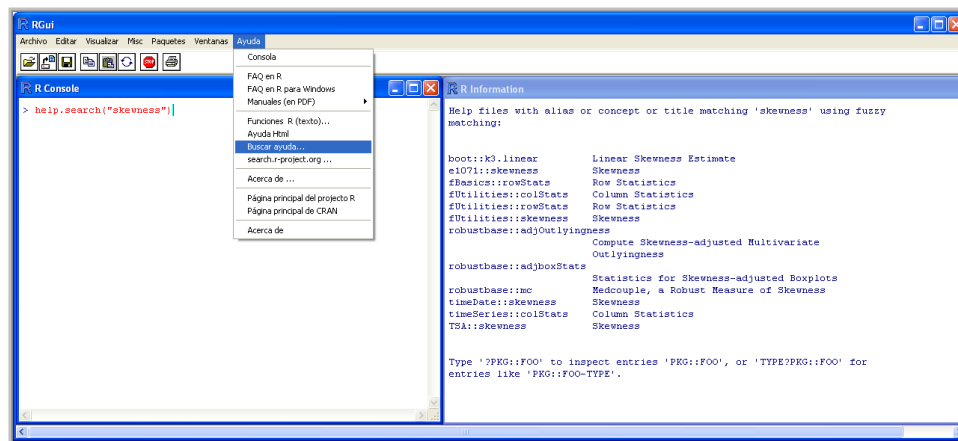 RGui
Archivo Editar Visualizar Misc Paquetes Ventanas Ayuda
STOP
Consola
FAQ en R
FAQ en R para Windows
Manuales (en PDF)
Funciones R (texto)...
Ayuda Html
Buscar ayuda...
search.r-project.org ...
Acerca de ...
Página principal del projecto R
Página principal de CRAN
Acerca de
R Console
> help.search("skewness")
R Information
Help files with alias or concept or title matching 'skewness' using fuzzy
matching:
boot::k3.linear Linear Skewness Estimate
e1071::skewness Skewness
fBasics::rowStats Row Statistics
fUtilities::colStats Column Statistics
fUtilities::rowStats Row Statistics
fUtilities::skewness Skewness
robustbase::adjOutlyingness
Compute Skewness-adjusted Multivariate
Outlyingness
robustbase::adjboxStats
Statistics for Skewness-adjusted Boxplots
robustbase::mc Medcouple, a Robust Measure of Skewness
timeDate::skewness Skewness
timeSeries::colStats Column Statistics
TSA::skewness Skewness
Type '?PKG::FOO' to inspect entries 'PKG::FOO', or 'TYPE?PKG::FOO' for
entries like 'PKG::FOO-TYPE'.